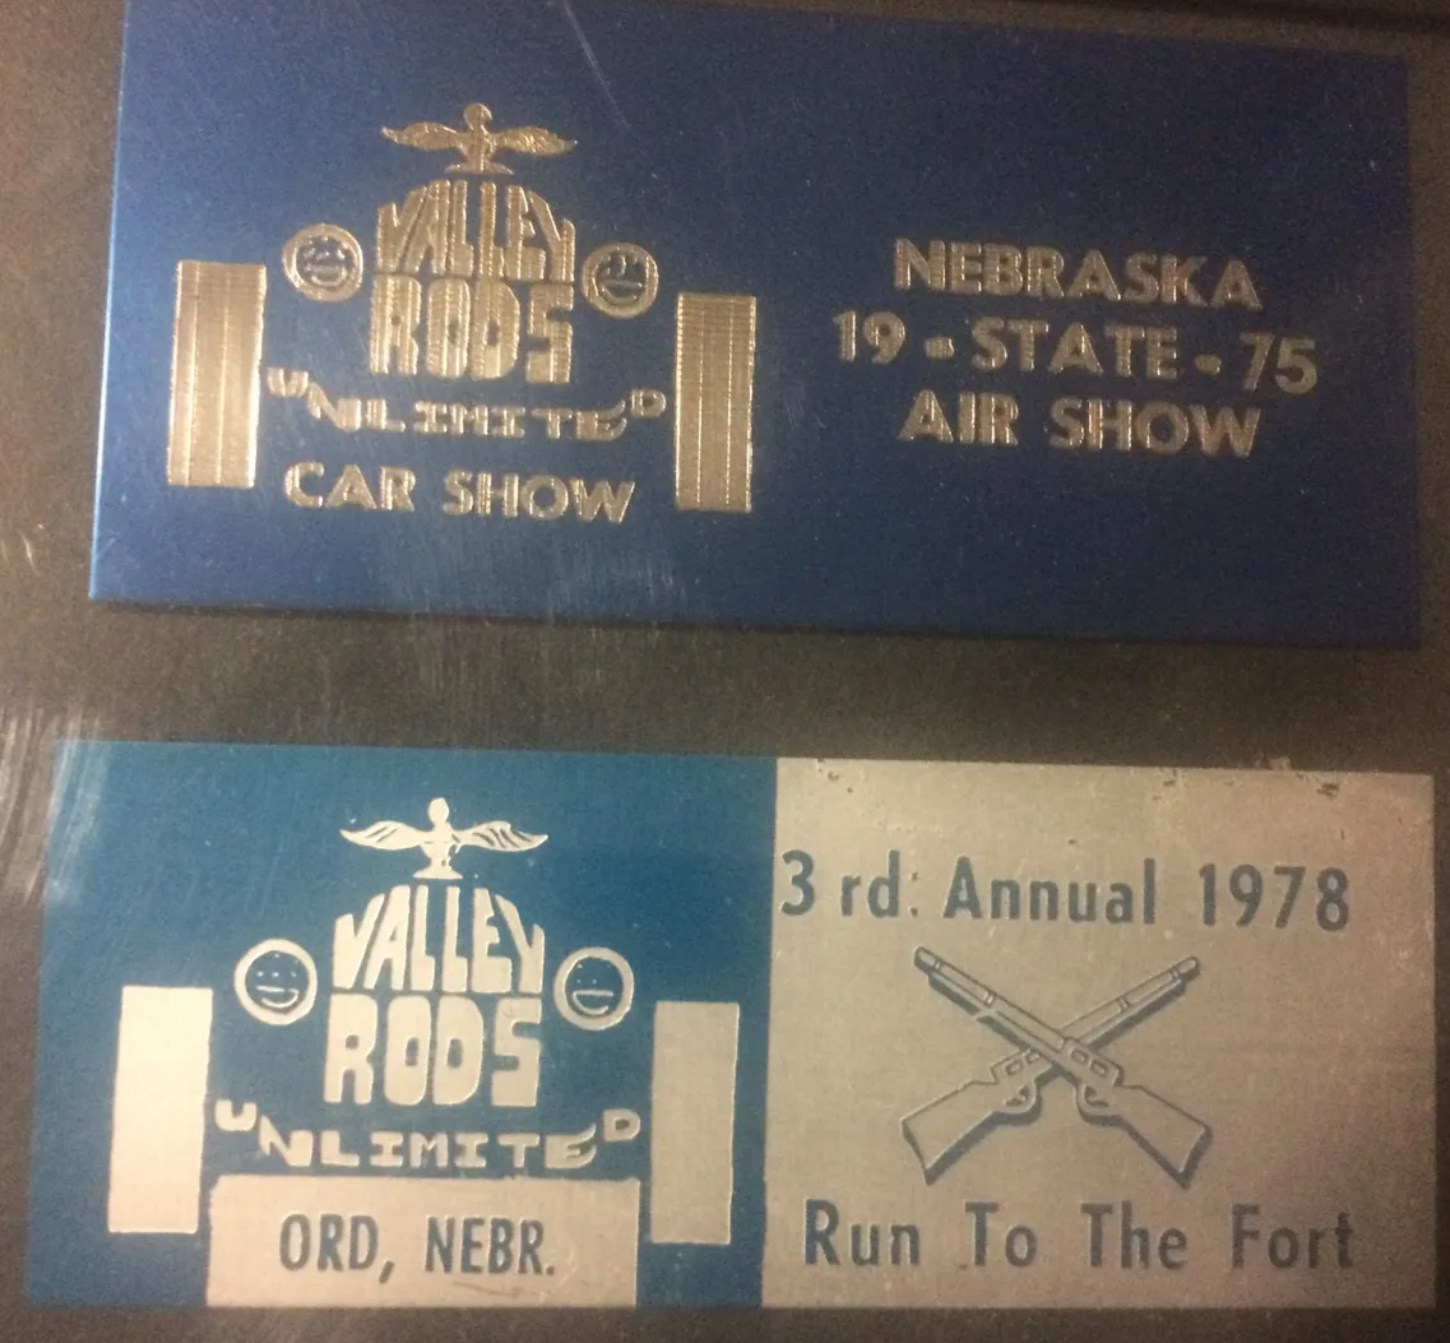 VALLEY
RODS
UNLIMITED
CAR SHOW
NEBRASKA
19 - STATE - 75
AIR SHOW
VALLEY
RODS
UNLIMITED
ORD, NEBR.
3 rd: Annual 1978
Run To The Fort